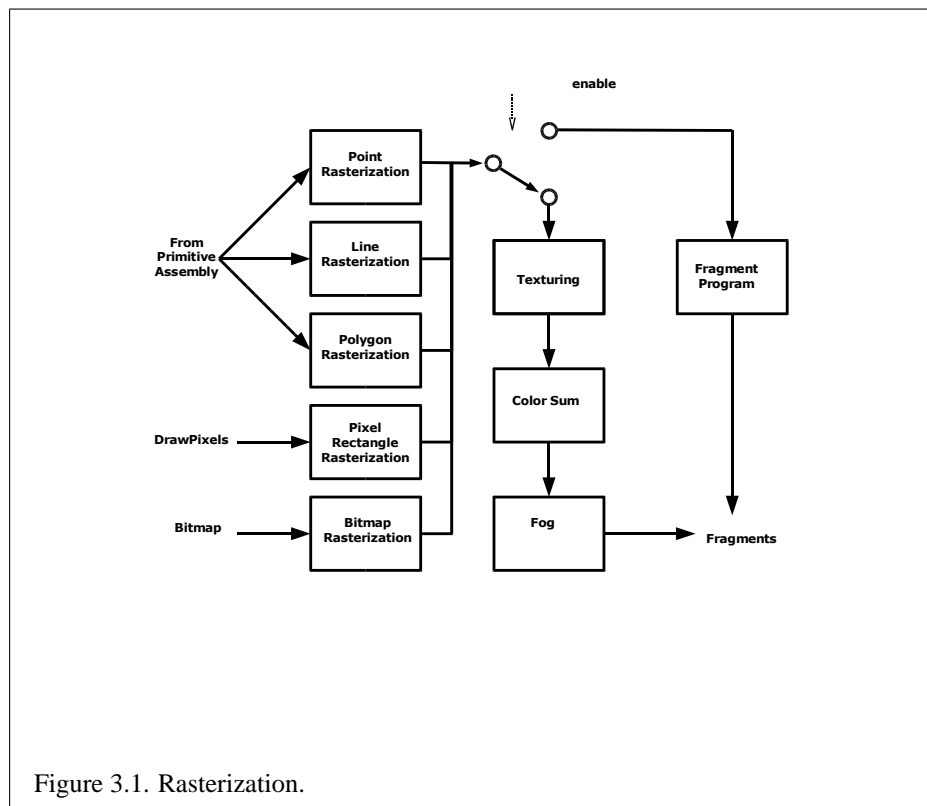 enable
Point
Rasterization
From
Primitive
Assembly
Line
Rasterization
Polygon
Rasterization
DrawPixels
Pixel
Rectangle
Rasterization
Bitmap
Bitmap
Rasterization
Texturing
Color Sum
Fog
Fragment
Program
Fragments
Figure 3.1. Rasterization.